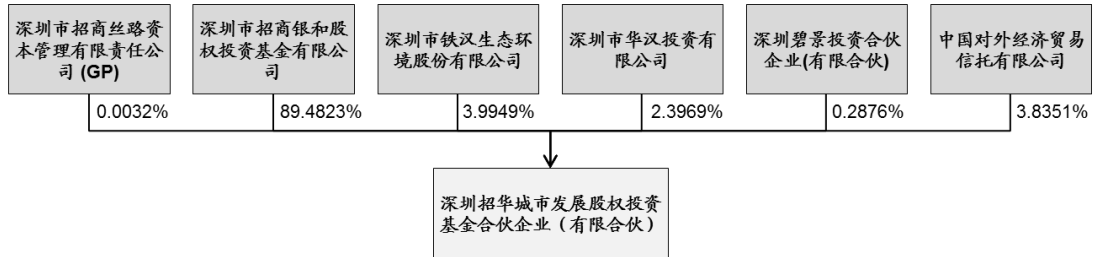 深圳市招商丝路资
本管理有限责任公
司 (GP)
深圳市招商银和股
权投资基金有限公
司
深圳市铁汉生态环
境股份有限公司
深圳市华汉投资有
限公司
深圳碧景投资合伙
企业(有限合伙)
中国对外经济贸易
信托有限公司
0.0032%
89.4823%
3.9949%
2.3969%
0.2876%
3.8351%
深圳招华城市发展股权投资
基金合伙企业（有限合伙）